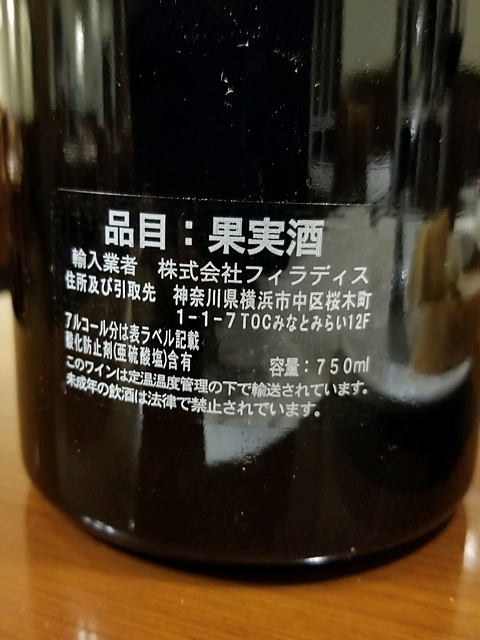 品目：果実酒
輸入業者　株式会社フィラディス
住所及び引取先　神奈川県横浜市中区桜木町
1-1-7TOCみなとみらい12F
アルコール分は表ラベル記載
酸化防止剤(亜硫酸塩)含有　容量：750ml
このワインは定温温度管理の下で輸送されています。
未成年の飲酒は法律で禁止されています。